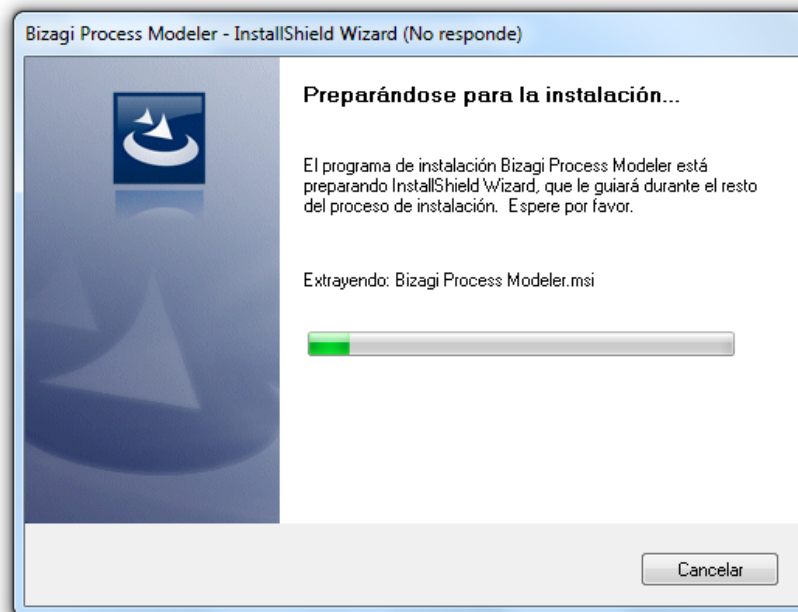 Bizagi Process Modeler - InstallShield Wizard (No responde)
Preparándose para la instalación...
El programa de instalación Bizagi Process Modeler está
preparando InstallShield Wizard, que le guiará durante el resto
del proceso de instalación.  Espere por favor.
Extrayendo: Bizagi Process Modeler.msi
Cancelar